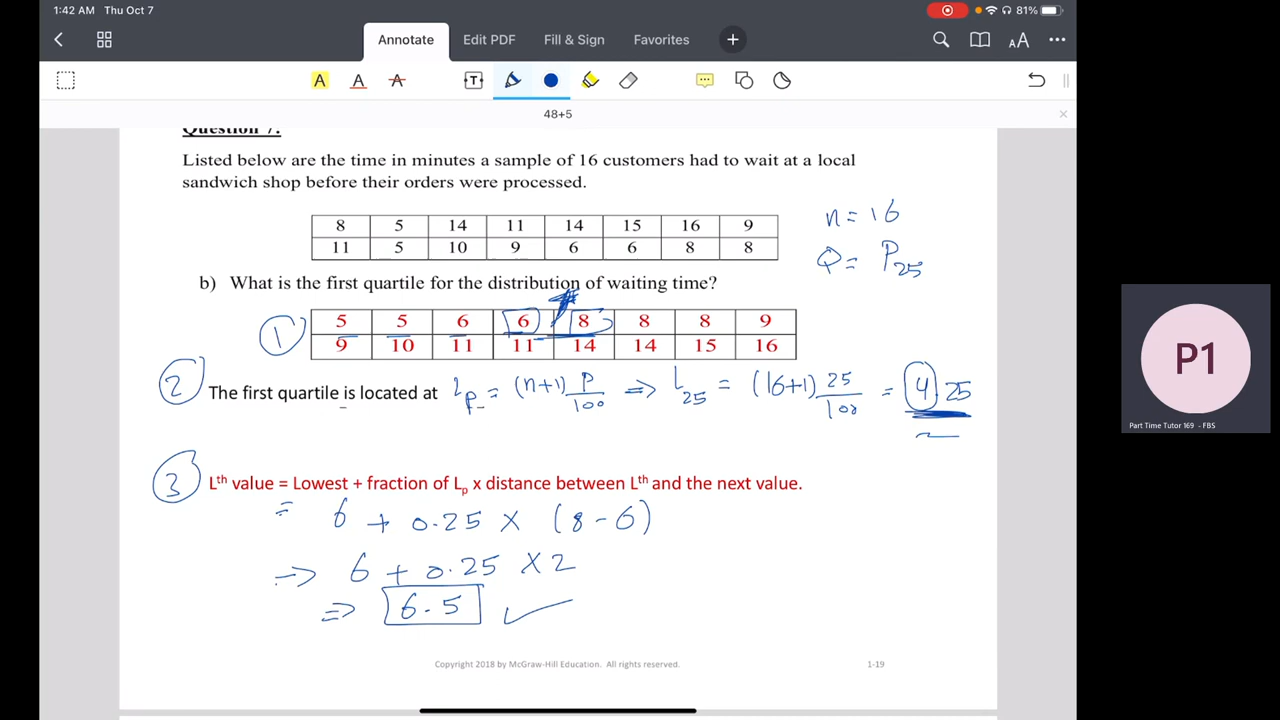 1:42 AM Thu Oct 7
81%
Annotate Edit PDF Fill & Sign Favorites
48+5
Question 7:
Listed below are the time in minutes a sample of 16 customers had to wait at a local
sandwich shop before their orders were processed.
8 5 14 11 14 15 16 9
11 5 10 9 6 6 8 8
n = 16
Q = P25
b) What is the first quartile for the distribution of waiting time?
1
5 5 6 6 8 8 8 9
9 10 11 11 14 14 15 16
2 The first quartile is located at Lp = (n+1) P/100 => L25 = (16+1) 25/100 = 4.25
3 Lth value = Lowest + fraction of Lp x distance between Lth and the next value.
= 6 + 0.25 x (8-6)
=> 6 + 0.25 x 2
=> 6.5 ✓
Copyright 2018 by McGraw-Hill Education. All rights reserved. 1-19
P1
Part Time Tutor 169 - FBS